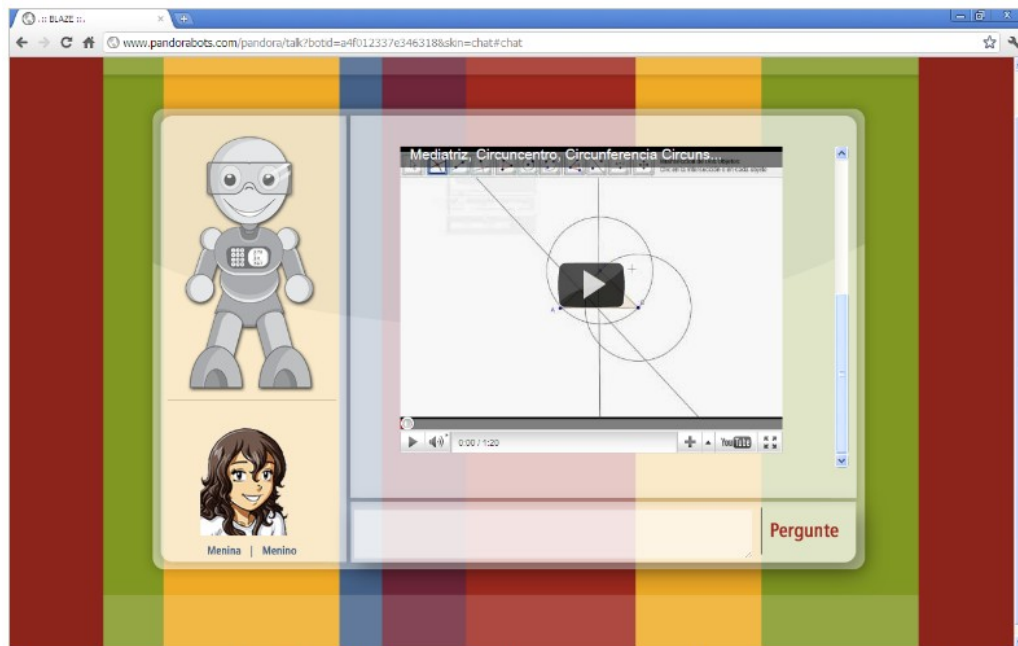 .:: BLAZE ::.
www.pandorabots.com/pandora/talk?botid=a4f012337e346318&skin=chat#chat
Mediatriz, Circuncentro, Circunferencia Circuns...
A
0:00 / 1:20
YouTube
Pergunte
Menina | Menino